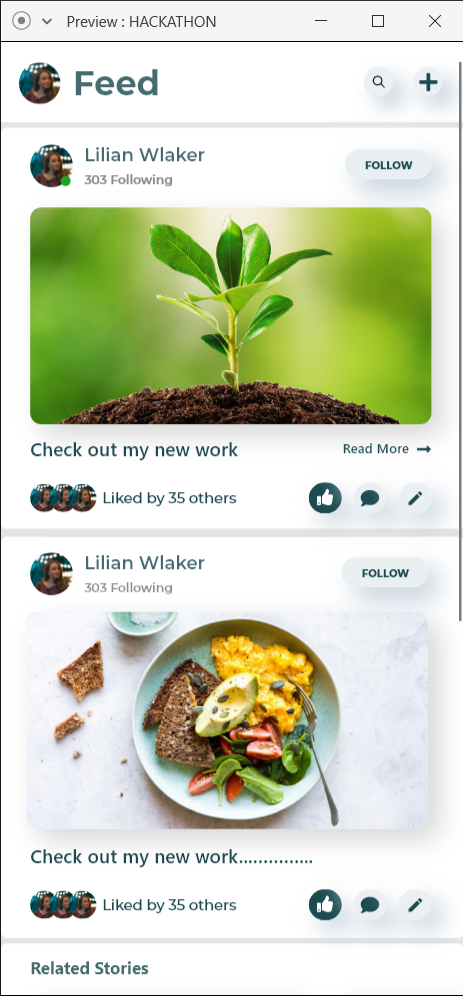 Preview : HACKATHON
Feed
Lilian Wlaker
303 Following
FOLLOW
Check out my new work
Read More
Liked by 35 others
Lilian Wlaker
303 Following
FOLLOW
Check out my new work...............
Liked by 35 others
Related Stories